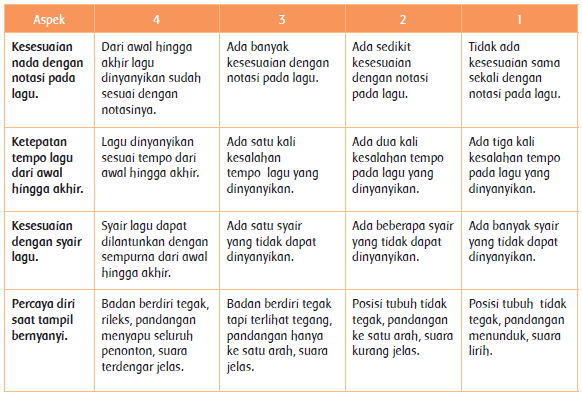 Aspek 4 3 2 1
Kesesuaian
nada dengan
notasi pada
lagu.
Dari awal hingga
akhir lagu
dinyanyikan sudah
sesuai dengan
notasinya.
Ada banyak
kesesuaian dengan
notasi pada lagu.
Ada sedikit
kesesuaian
dengan notasi
pada lagu.
Tidak ada
kesesuaian sama
sekali dengan
notasi pada lagu.
Ketepatan
tempo lagu
dari awal
hingga akhir.
Lagu dinyanyikan
sesuai tempo dari
awal hingga akhir.
Ada satu kali
kesalahan
tempo lagu yang
dinyanyikan.
Ada dua kali
kesalahan tempo
pada lagu yang
dinyanyikan.
Ada tiga kali
kesalahan tempo
pada lagu yang
dinyanyikan.
Kesesuaian
dengan syair
lagu.
Syair lagu dapat
dilantunkan dengan
sempurna dari awal
hingga akhir.
Ada satu syair
yang tidak dapat
dinyanyikan.
Ada beberapa syair
yang tidak dapat
dinyanyikan.
Ada banyak syair
yang tidak dapat
dinyanyikan.
Percaya diri
saat tampil
bernyanyi.
Badan berdiri tegak,
rileks, pandangan
menyapu seluruh
penonton, suara
terdengar jelas.
Badan berdiri tegak
tapi terlihat tegang,
pandangan hanya
ke satu arah, suara
jelas.
Posisi tubuh tidak
tegak, pandangan
ke satu arah, suara
kurang jelas.
Posisi tubuh tidak
tegak, pandangan
menunduk, suara
lirih.